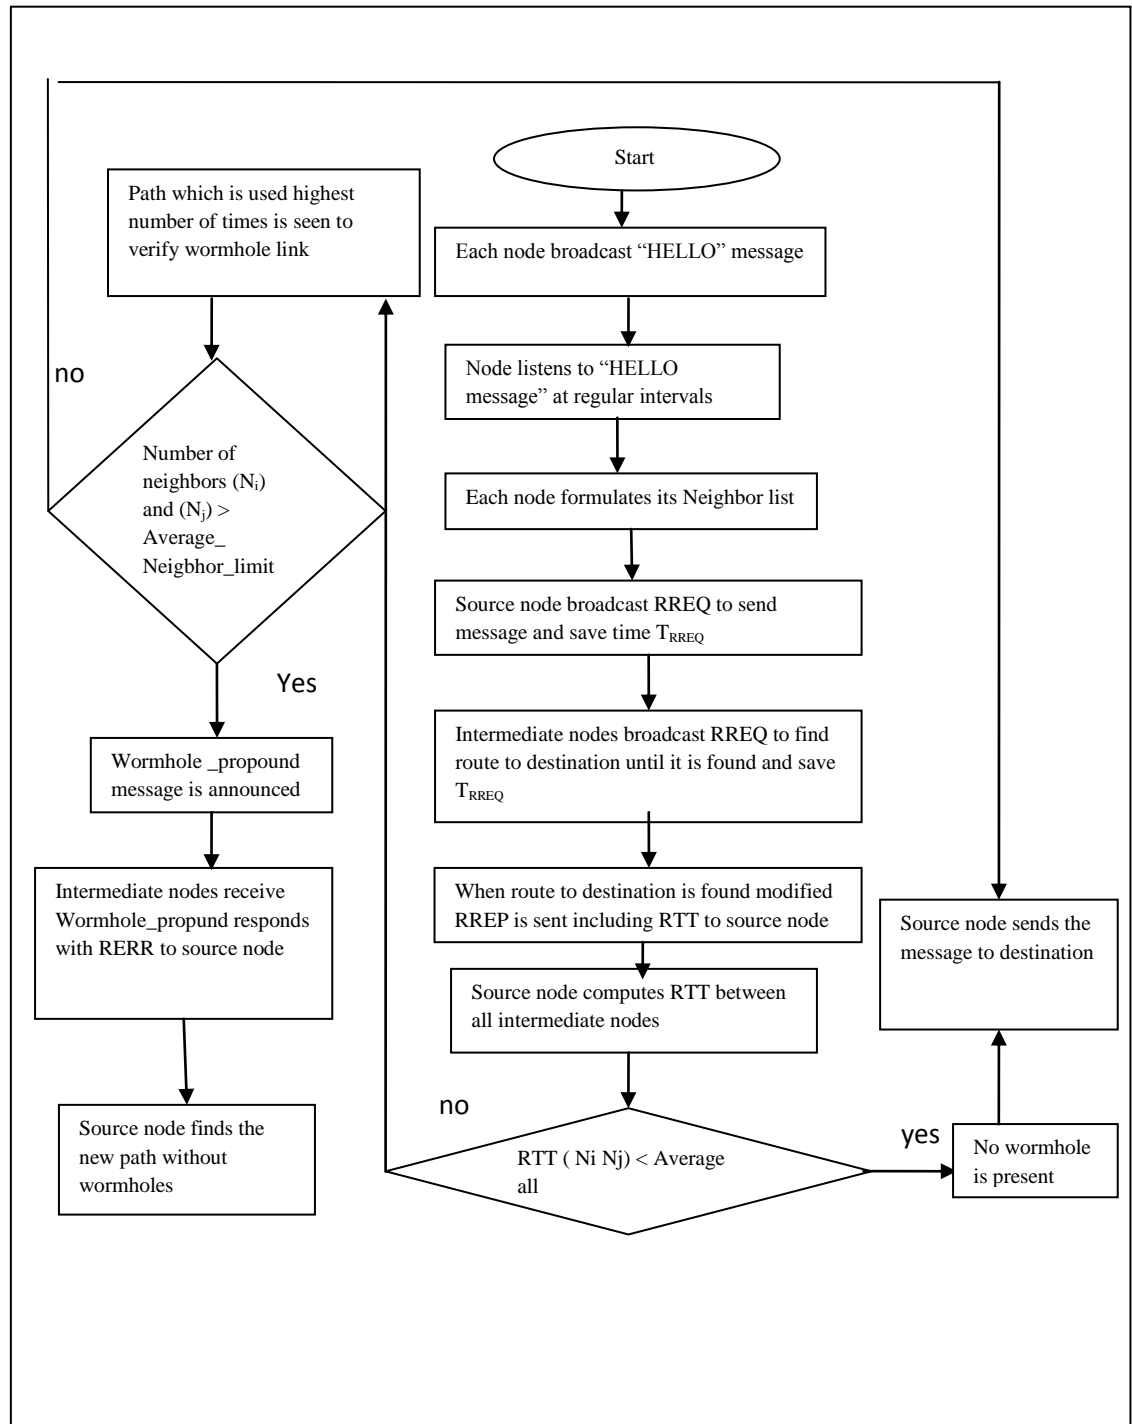 Start
Each node broadcast “HELLO” message
Node listens to “HELLO
message” at regular intervals
Each node formulates its Neighbor list
Source node broadcast RREQ to send
message and save time TRREQ
Intermediate nodes broadcast RREQ to find
route to destination until it is found and save
TRREQ
When route to destination is found modified
RREP is sent including RTT to source node
Source node computes RTT between
all intermediate nodes
RTT ( Ni Nj) < Average
all
yes
No wormhole
is present
Source node sends the
message to destination
no
Path which is used highest
number of times is seen to
verify wormhole link
Number of
neighbors (Ni)
and (Nj) >
Average_
Neigbhor_limit
no
Yes
Wormhole _propound
message is announced
Intermediate nodes receive
Wormhole_propund responds
with RERR to source node
Source node finds the
new path without
wormholes